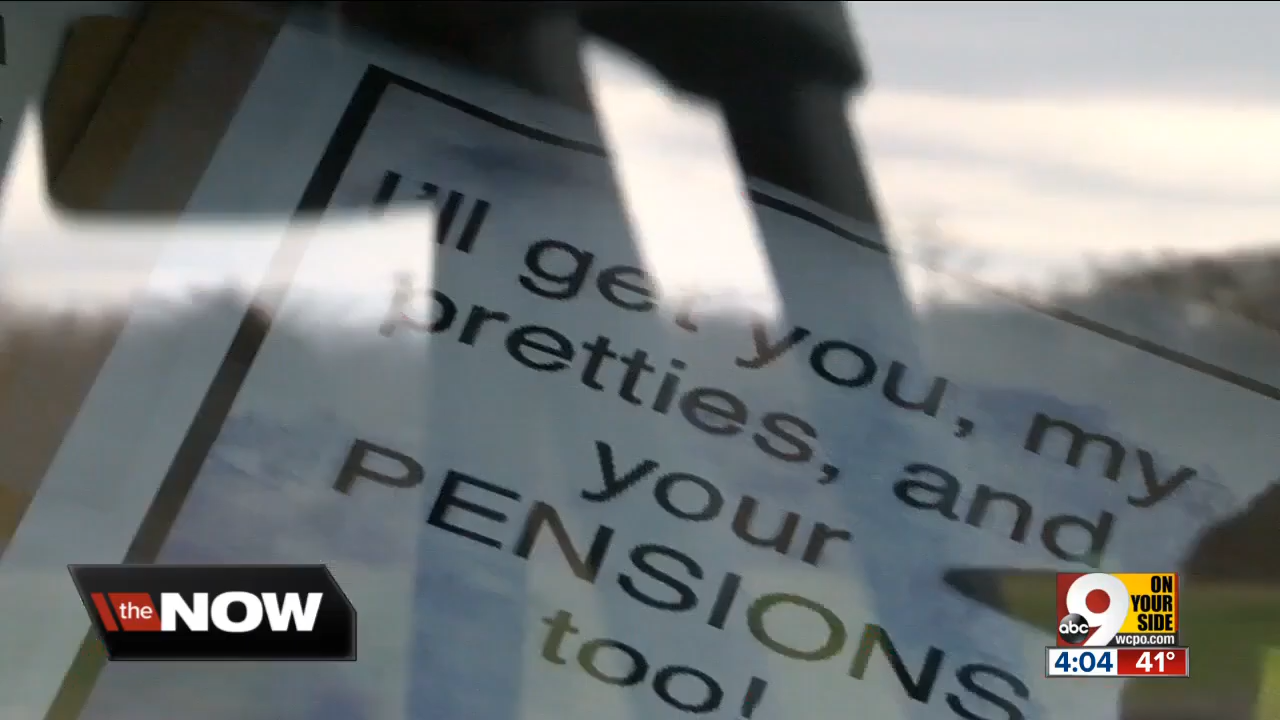 I'll get you, my
pretties, and
your
PENSIONS
too!
the NOW
abc 9 ON
YOUR
SIDE
wcpo.com
4:04 41°